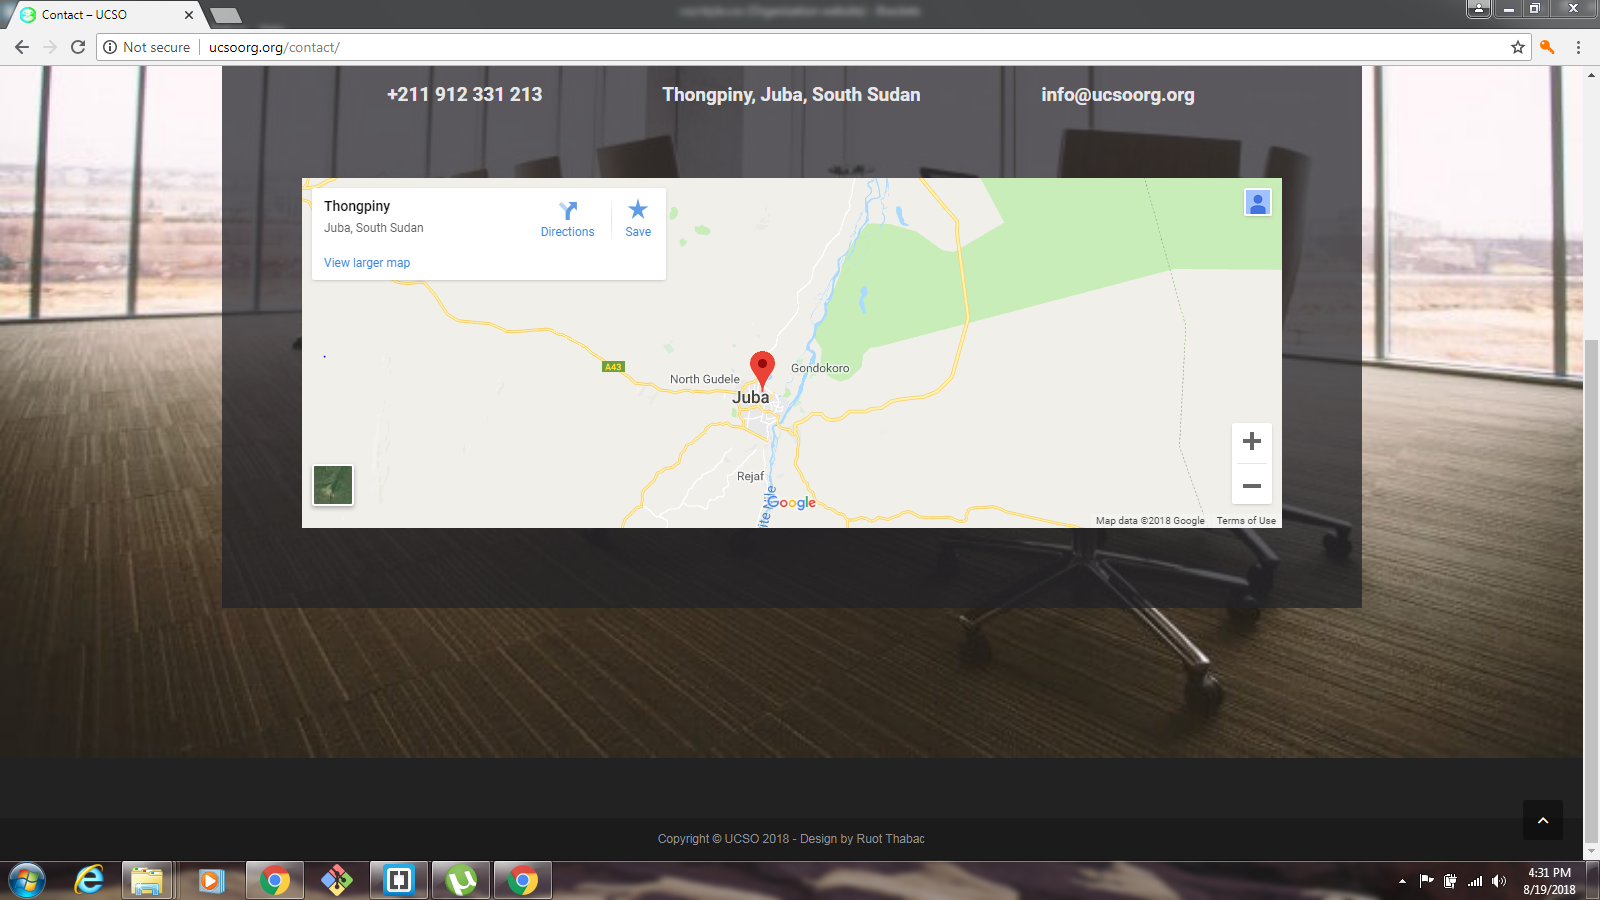 Contact – UCSO
Not secure
ucsoorg.org/contact/
+211 912 331 213
Thongpiny, Juba, South Sudan
info@ucsoorg.org
Thongpiny
Juba, South Sudan
Directions
Save
View larger map
A43
North Gudele
Gondokoro
Juba
Rejaf
Google
Map data ©2018 Google
Terms of Use
Copyright © UCSO 2018 - Design by Ruot Thabac
4:31 PM
8/19/2018